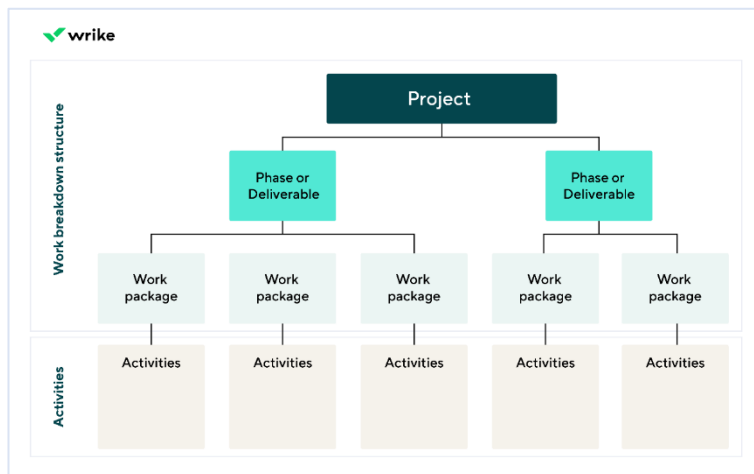 wrike
Work breakdown structure
Project
Phase or
Deliverable
Phase or
Deliverable
Work
package
Work
package
Work
package
Work
package
Work
package
Activities
Activities
Activities
Activities
Activities
Activities